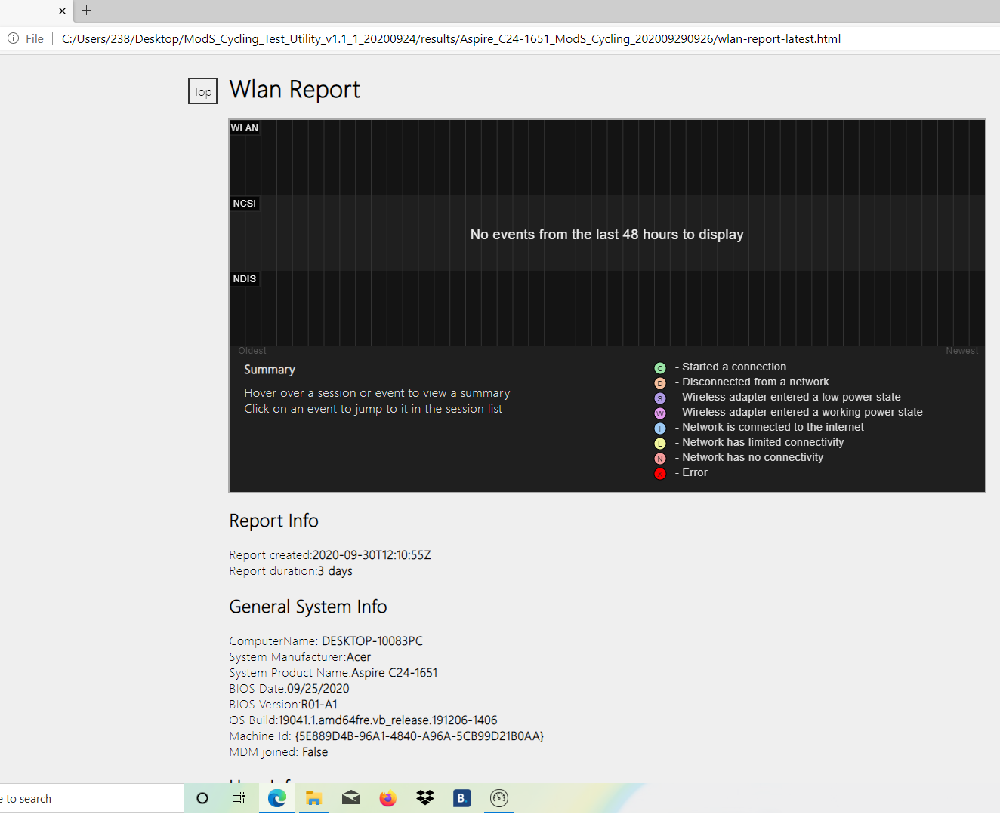 File
C:/Users/238/Desktop/ModS_Cycling_Test_Utility_v1.1_1_20200924/results/Aspire_C24-1651_ModS_Cycling_202009290926/wlan-report-latest.html
Top
Wlan Report
WLAN
NCSI
No events from the last 48 hours to display
NDIS
Oldest
Newest
Summary
Hover over a session or event to view a summary
Click on an event to jump to it in the session list
C - Started a connection
D - Disconnected from a network
S - Wireless adapter entered a low power state
W - Wireless adapter entered a working power state
I - Network is connected to the internet
L - Network has limited connectivity
N - Network has no connectivity
X - Error
Report Info
Report created:2020-09-30T12:10:55Z
Report duration:3 days
General System Info
ComputerName: DESKTOP-10083PC
System Manufacturer:Acer
System Product Name:Aspire C24-1651
BIOS Date:09/25/2020
BIOS Version:R01-A1
OS Build:19041.1.amd64fre.vb_release.191206-1406
Machine Id: {5E889D4B-96A1-4840-A96A-5CB99D21B0AA}
MDM joined: False
e to search
B.